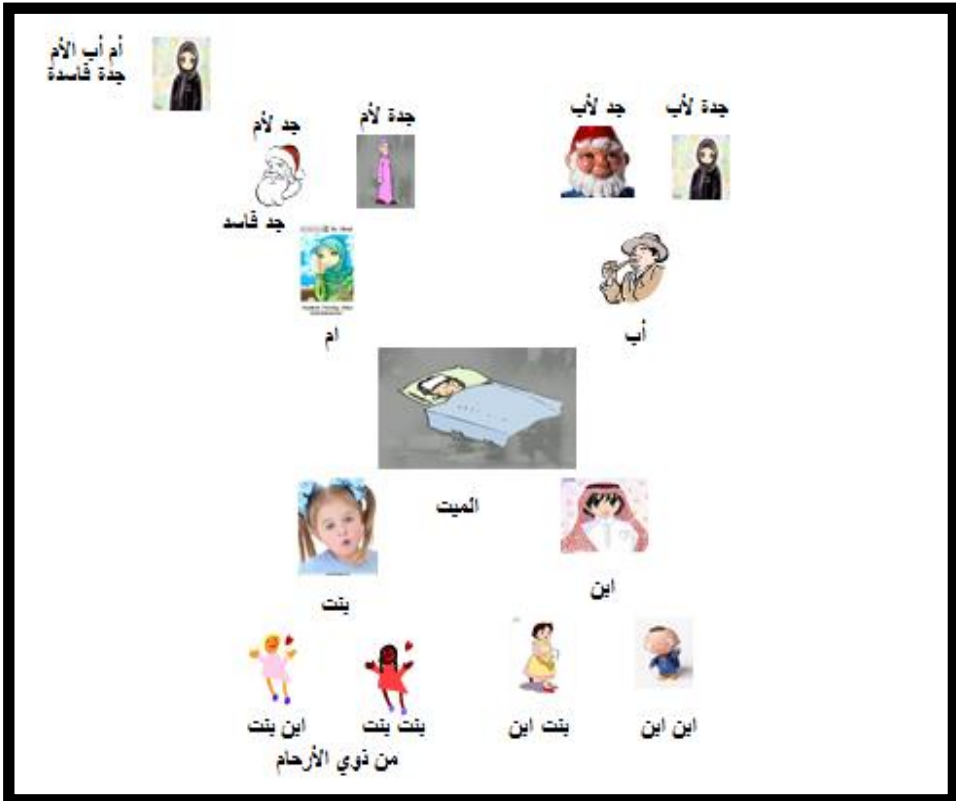 أم أب الأم
جدة فاسدة
جدة لأب
جد لأب
جدة لأم
جد لأم
جد فاسد
أب
ام
الميت
ابن
بنت
ابن ابن
بنت ابن
بنت بنت
ابن بنت
من ذوي الأرحام